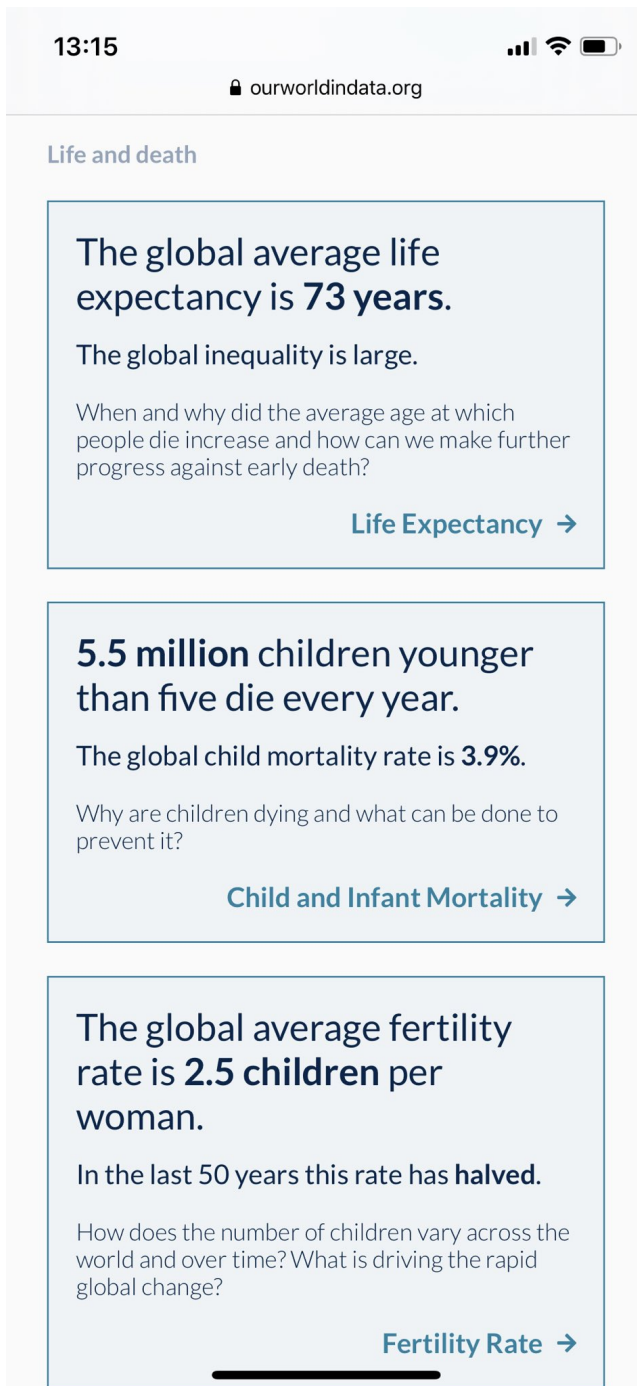 13:15
ourworldindata.org
Life and death
The global average life
expectancy is 73 years.
The global inequality is large.
When and why did the average age at which
people die increase and how can we make further
progress against early death?
Life Expectancy →
5.5 million children younger
than five die every year.
The global child mortality rate is 3.9%.
Why are children dying and what can be done to
prevent it?
Child and Infant Mortality →
The global average fertility
rate is 2.5 children per
woman.
In the last 50 years this rate has halved.
How does the number of children vary across the
world and over time? What is driving the rapid
global change?
Fertility Rate →